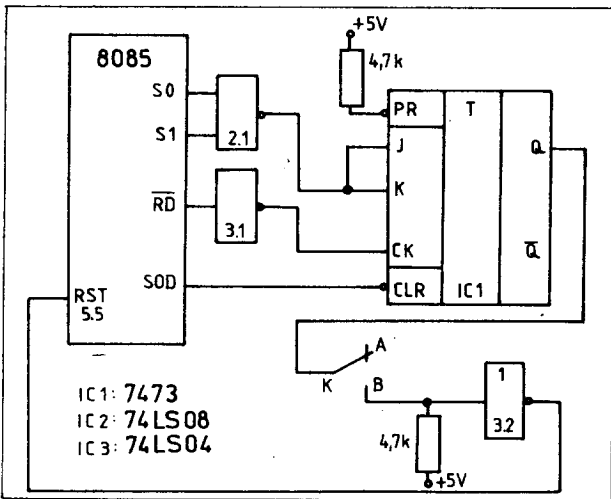 +5V
8085
4,7k
S0
PR
T
S1
2.1
J
Q
K
R̅D̅
3.1
CK
Q̅
SOD
CLR
IC1
RST
5.5
A
K
B
1
3.2
IC1: 7473
IC2: 74LS08
IC3: 74LS04
4,7k
+5V